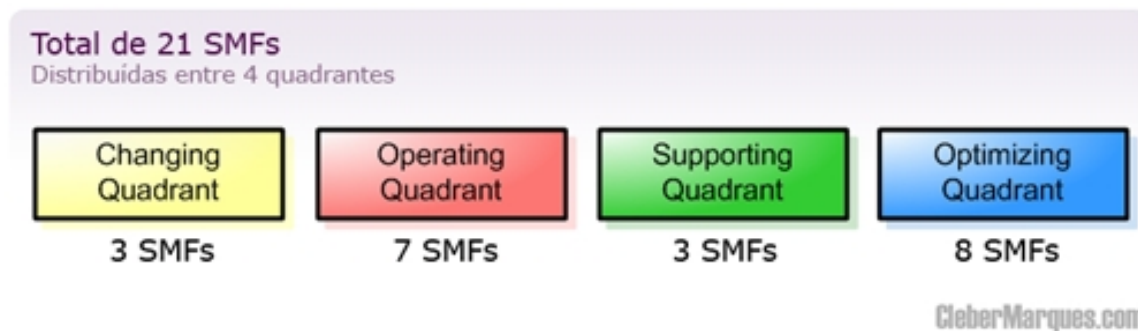 Total de 21 SMFs
Distribuídas entre 4 quadrantes
Changing
Quadrant
Operating
Quadrant
Supporting
Quadrant
Optimizing
Quadrant
3 SMFs
7 SMFs
3 SMFs
8 SMFs
CleberMarques.com